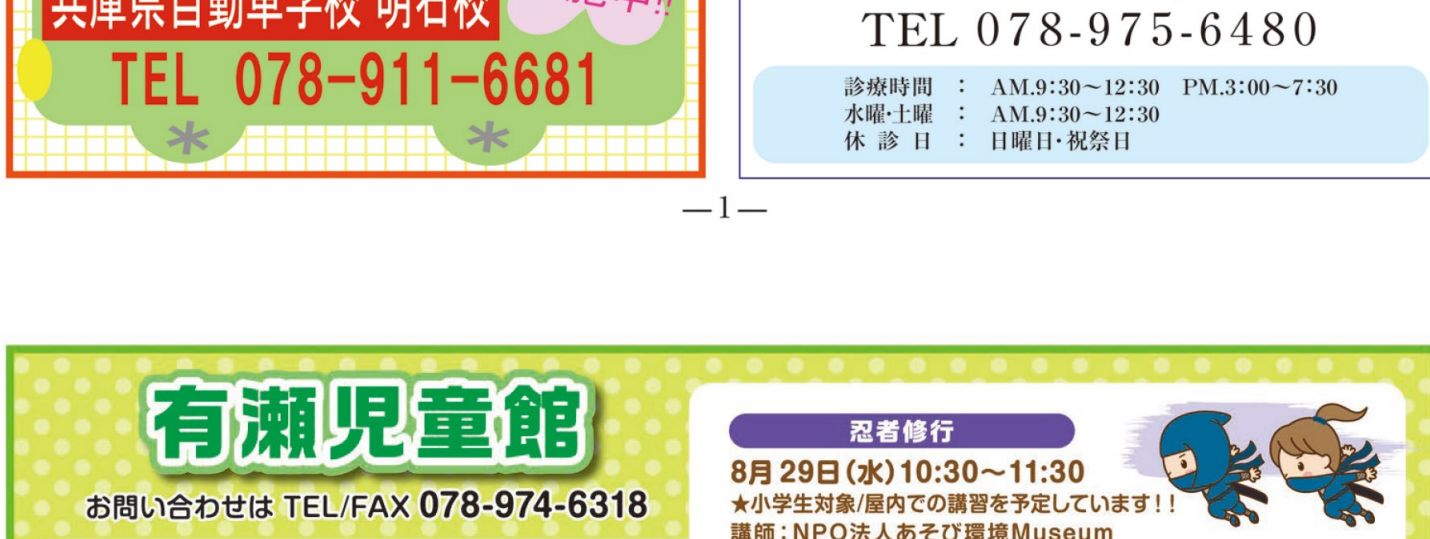 兵庫県自動車学校 明石校
中!!
TEL 078-911-6681
TEL 078-975-6480
診療時間 : AM.9:30～12:30 PM.3:00～7:30
水曜・土曜 : AM.9:30～12:30
休診日 : 日曜日・祝祭日
—1—
有瀬児童館
お問い合わせは TEL/FAX 078-974-6318
忍者修行
8月29日(水)10:30～11:30
★小学生対象/屋内での講習を予定しています!!
講師:NPO法人あそび環境Museum